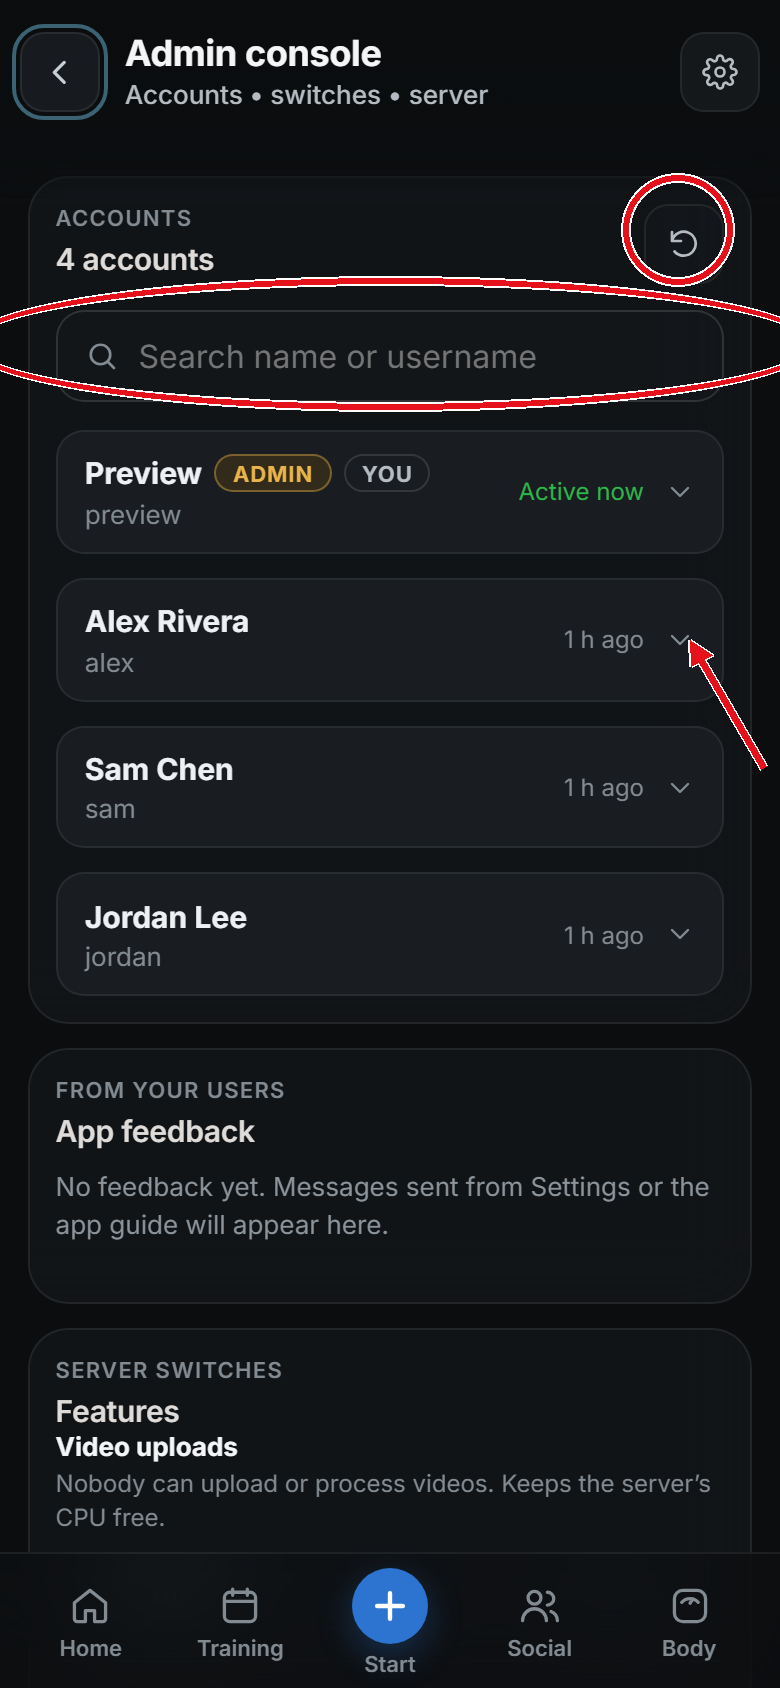 Admin console
Accounts • switches • server
ACCOUNTS
4 accounts
Search name or username
Preview ADMIN YOU
Active now
preview
Alex Rivera
1 h ago
alex
Sam Chen
1 h ago
sam
Jordan Lee
1 h ago
jordan
FROM YOUR USERS
App feedback
No feedback yet. Messages sent from Settings or the
app guide will appear here.
SERVER SWITCHES
Features
Video uploads
Nobody can upload or process videos. Keeps the server’s
CPU free.
Home
Training
Start
Social
Body